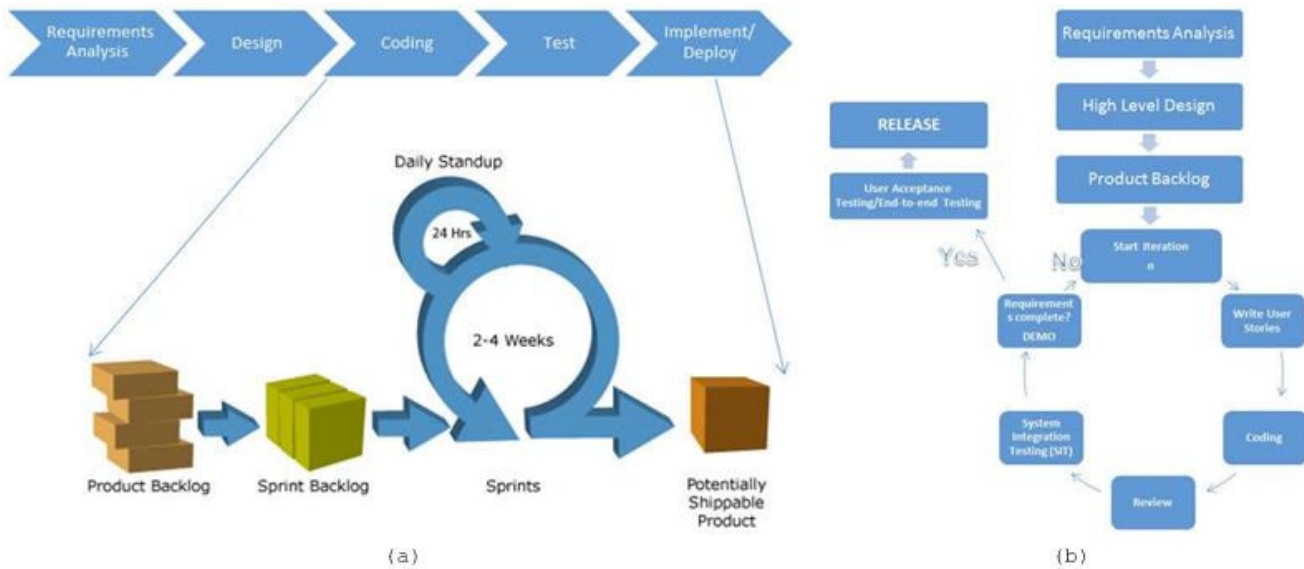 Requirements
Analysis
Design
Coding
Test
Implement/
Deploy
Daily Standup
24 Hrs
2-4 Weeks
Product Backlog
Sprint Backlog
Sprints
Potentially
Shippable
Product
(a)
Requirements Analysis
High Level Design
Product Backlog
Start Iteration
n
Write User
Stories
Coding
Review
System
Integration
Testing (SIT)
Requirement
s complete?
DEMO
No
Yes
User Acceptance
Testing/End-to-end Testing
RELEASE
(b)